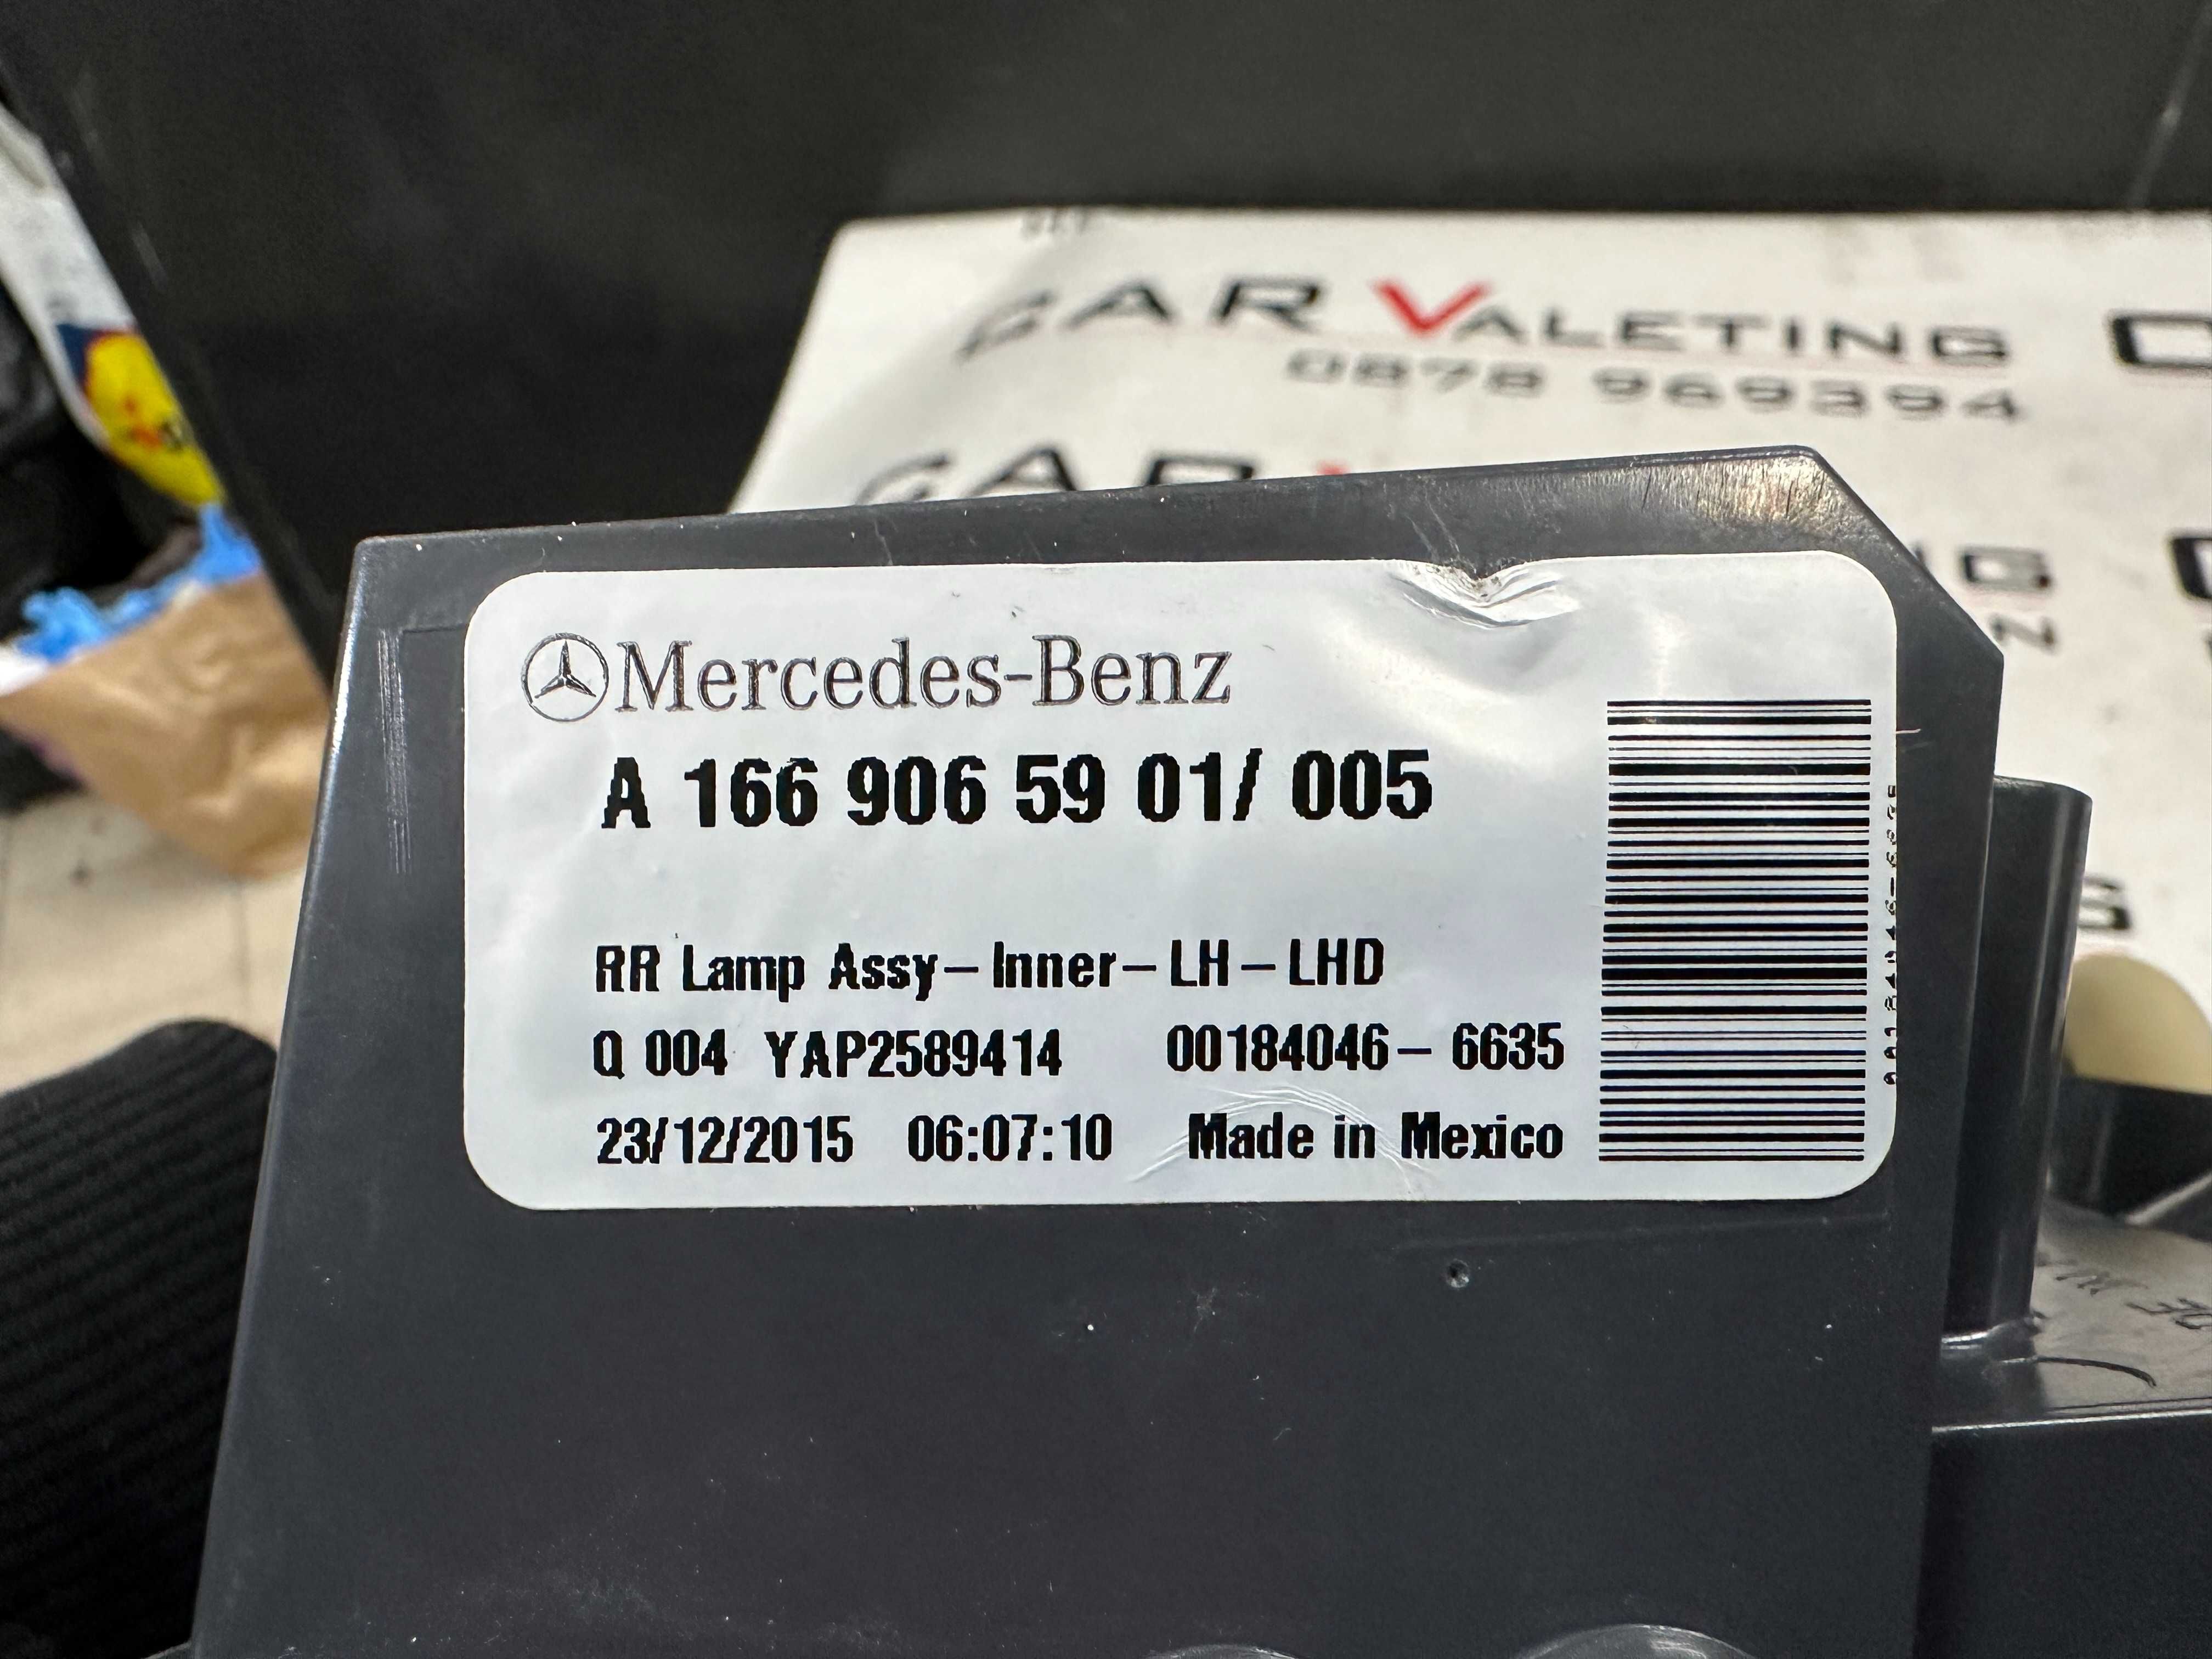 CAR VALETING
0878 969394
CAR
Mercedes-Benz
A 166 906 59 01/ 005
RR Lamp Assy-Inner-LH-LHD
Q 004 YAP2589414 00184046-6635
23/12/2015 06:07:10 Made in Mexico